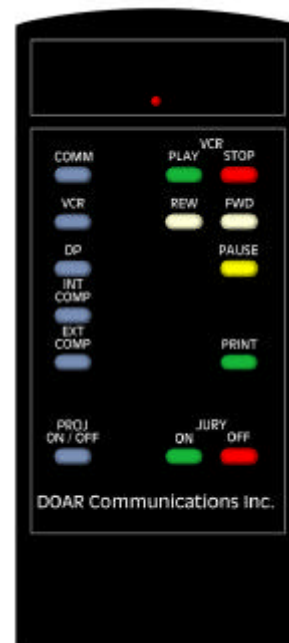 VCR
COMM PLAY STOP
VCR REW FWD
DP PAUSE
INT
COMP
EXT
COMP PRINT
PROJ JURY
ON / OFF ON OFF
DOAR Communications Inc.